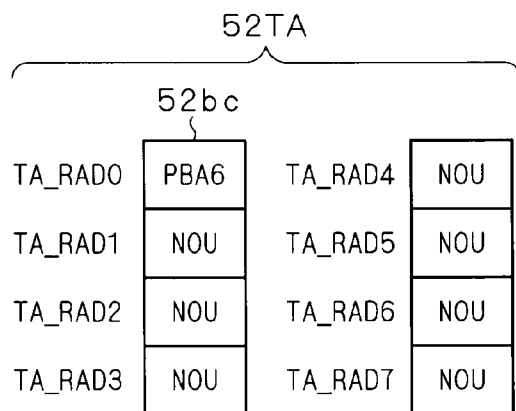 52TA
52bc
TA_RAD0 PBA6 TA_RAD4 NOU
TA_RAD1 NOU TA_RAD5 NOU
TA_RAD2 NOU TA_RAD6 NOU
TA_RAD3 NOU TA_RAD7 NOU